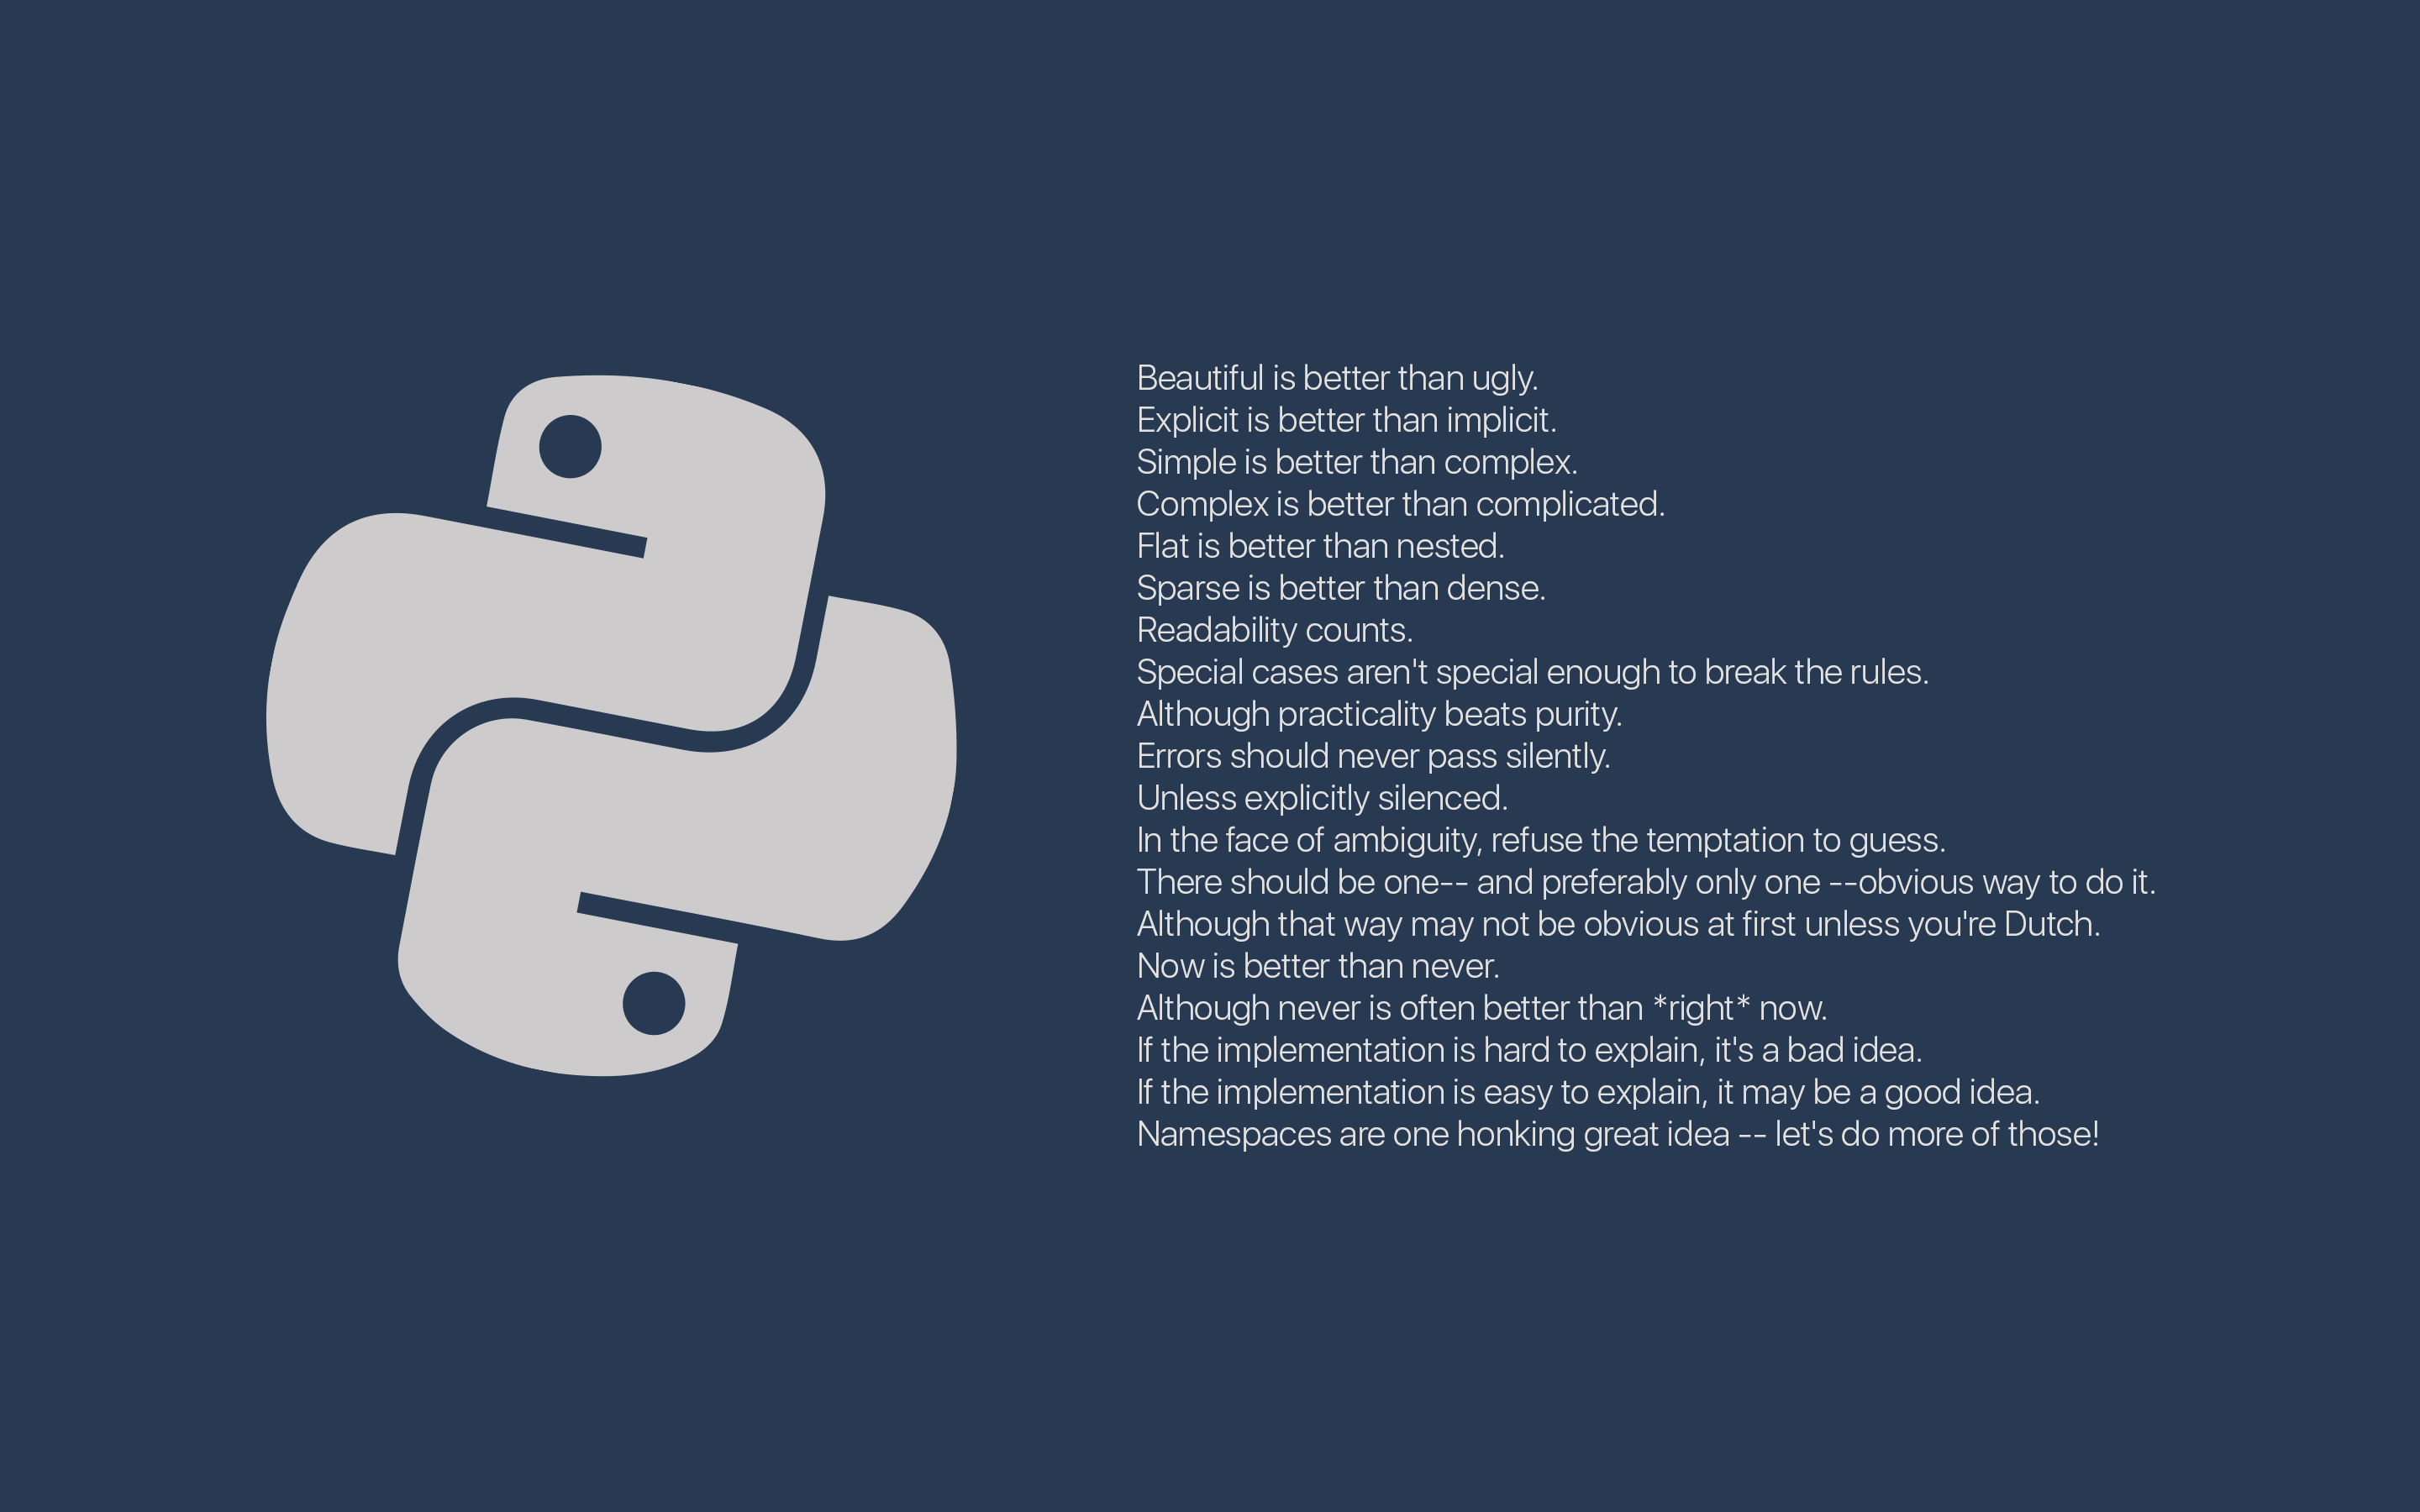 Beautiful is better than ugly.
Explicit is better than implicit.
Simple is better than complex.
Complex is better than complicated.
Flat is better than nested.
Sparse is better than dense.
Readability counts.
Special cases aren't special enough to break the rules.
Although practicality beats purity.
Errors should never pass silently.
Unless explicitly silenced.
In the face of ambiguity, refuse the temptation to guess.
There should be one-- and preferably only one --obvious way to do it.
Although that way may not be obvious at first unless you're Dutch.
Now is better than never.
Although never is often better than *right* now.
If the implementation is hard to explain, it's a bad idea.
If the implementation is easy to explain, it may be a good idea.
Namespaces are one honking great idea -- let's do more of those!